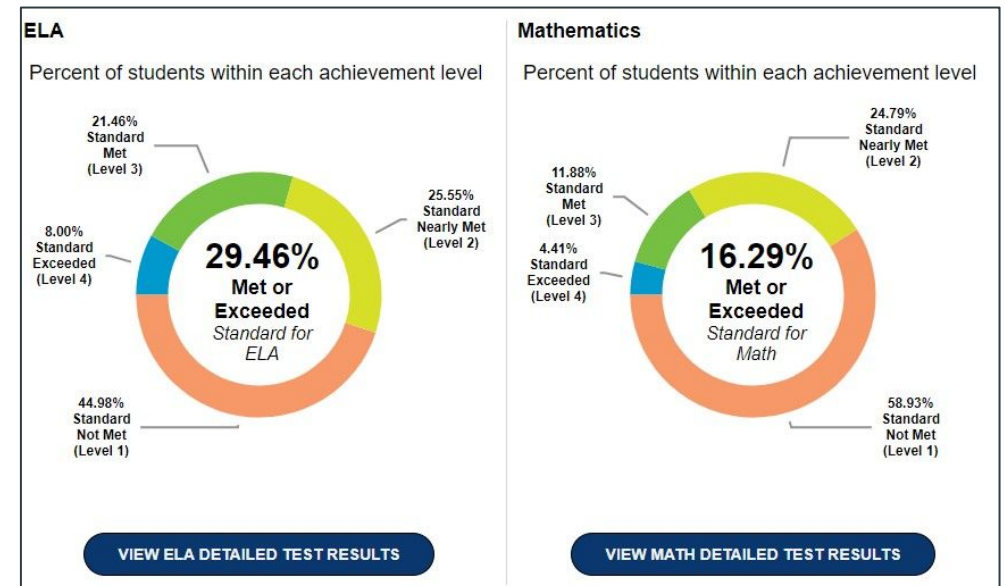 ELA
Percent of students within each achievement level
21.46%
Standard
Met
(Level 3)
25.55%
Standard
Nearly Met
(Level 2)
8.00%
Standard
Exceeded
(Level 4)
29.46%
Met or
Exceeded
Standard for
ELA
44.98%
Standard
Not Met
(Level 1)
VIEW ELA DETAILED TEST RESULTS
Mathematics
Percent of students within each achievement level
24.79%
Standard
Nearly Met
(Level 2)
11.88%
Standard
Met
(Level 3)
4.41%
Standard
Exceeded
(Level 4)
16.29%
Met or
Exceeded
Standard for
Math
58.93%
Standard
Not Met
(Level 1)
VIEW MATH DETAILED TEST RESULTS